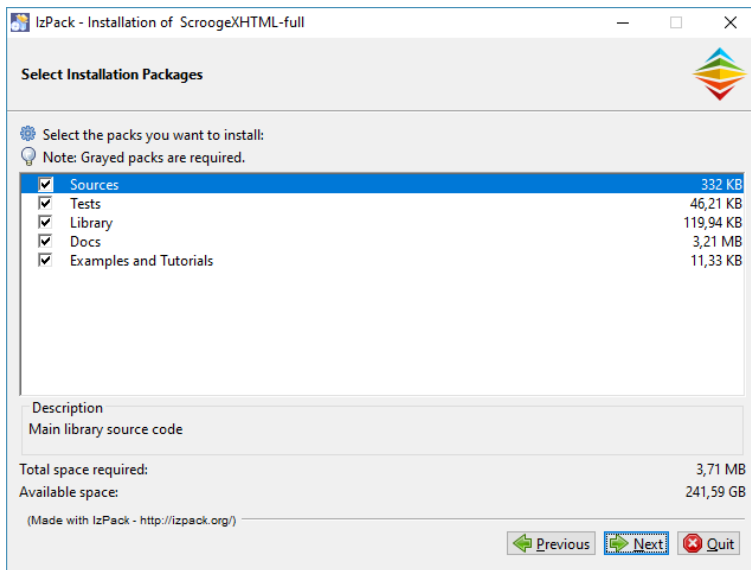 IzPack - Installation of  ScroogeXHTML-full
Select Installation Packages
Select the packs you want to install:
Note: Grayed packs are required.
Sources 332 KB
Tests 46,21 KB
Library 119,94 KB
Docs 3,21 MB
Examples and Tutorials 11,33 KB
Description
Main library source code
Total space required: 3,71 MB
Available space: 241,59 GB
(Made with IzPack - http://izpack.org/)
Previous Next Quit